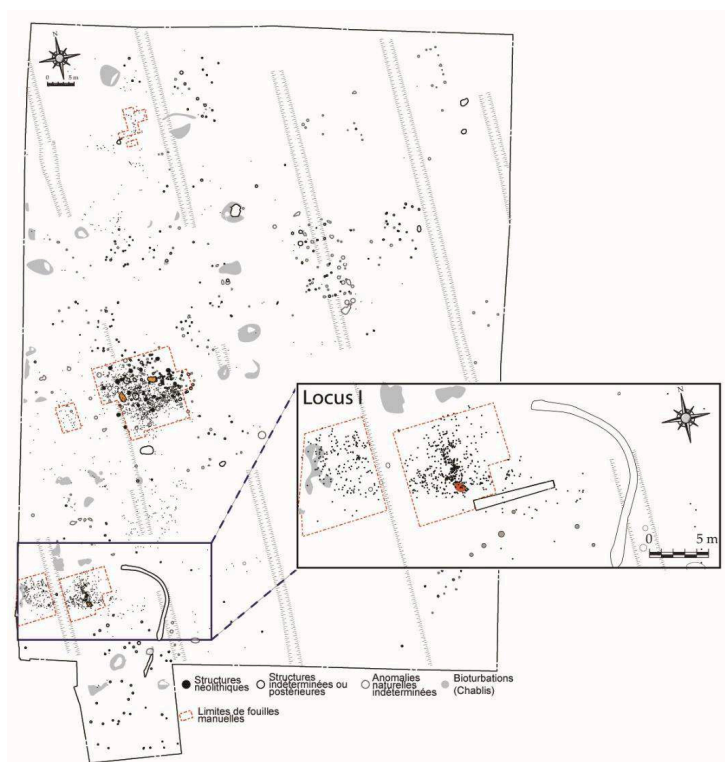 N
0 5 m
Locus I
N
0 5 m
Structures néolithiques
Structures indéterminées ou postérieures
Anomalies naturelles indéterminées
Bioturbations (Chablis)
Limites de fouilles manuelles